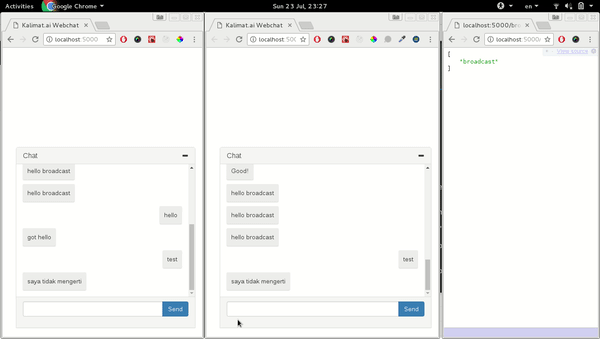 Activities
Google Chrome
Sun 23 Jul, 23:27
en
Kalimat.ai Webchat
localhost:5000
Chat
hello broadcast
hello broadcast
hello
got hello
test
saya tidak mengerti
Send
Kalimat.ai Webchat
localhost
Chat
Good!
hello broadcast
hello broadcast
hello broadcast
test
saya tidak mengerti
Send
localhost:5000/br
localhost:5000/
View source
[
"broadcast"
]